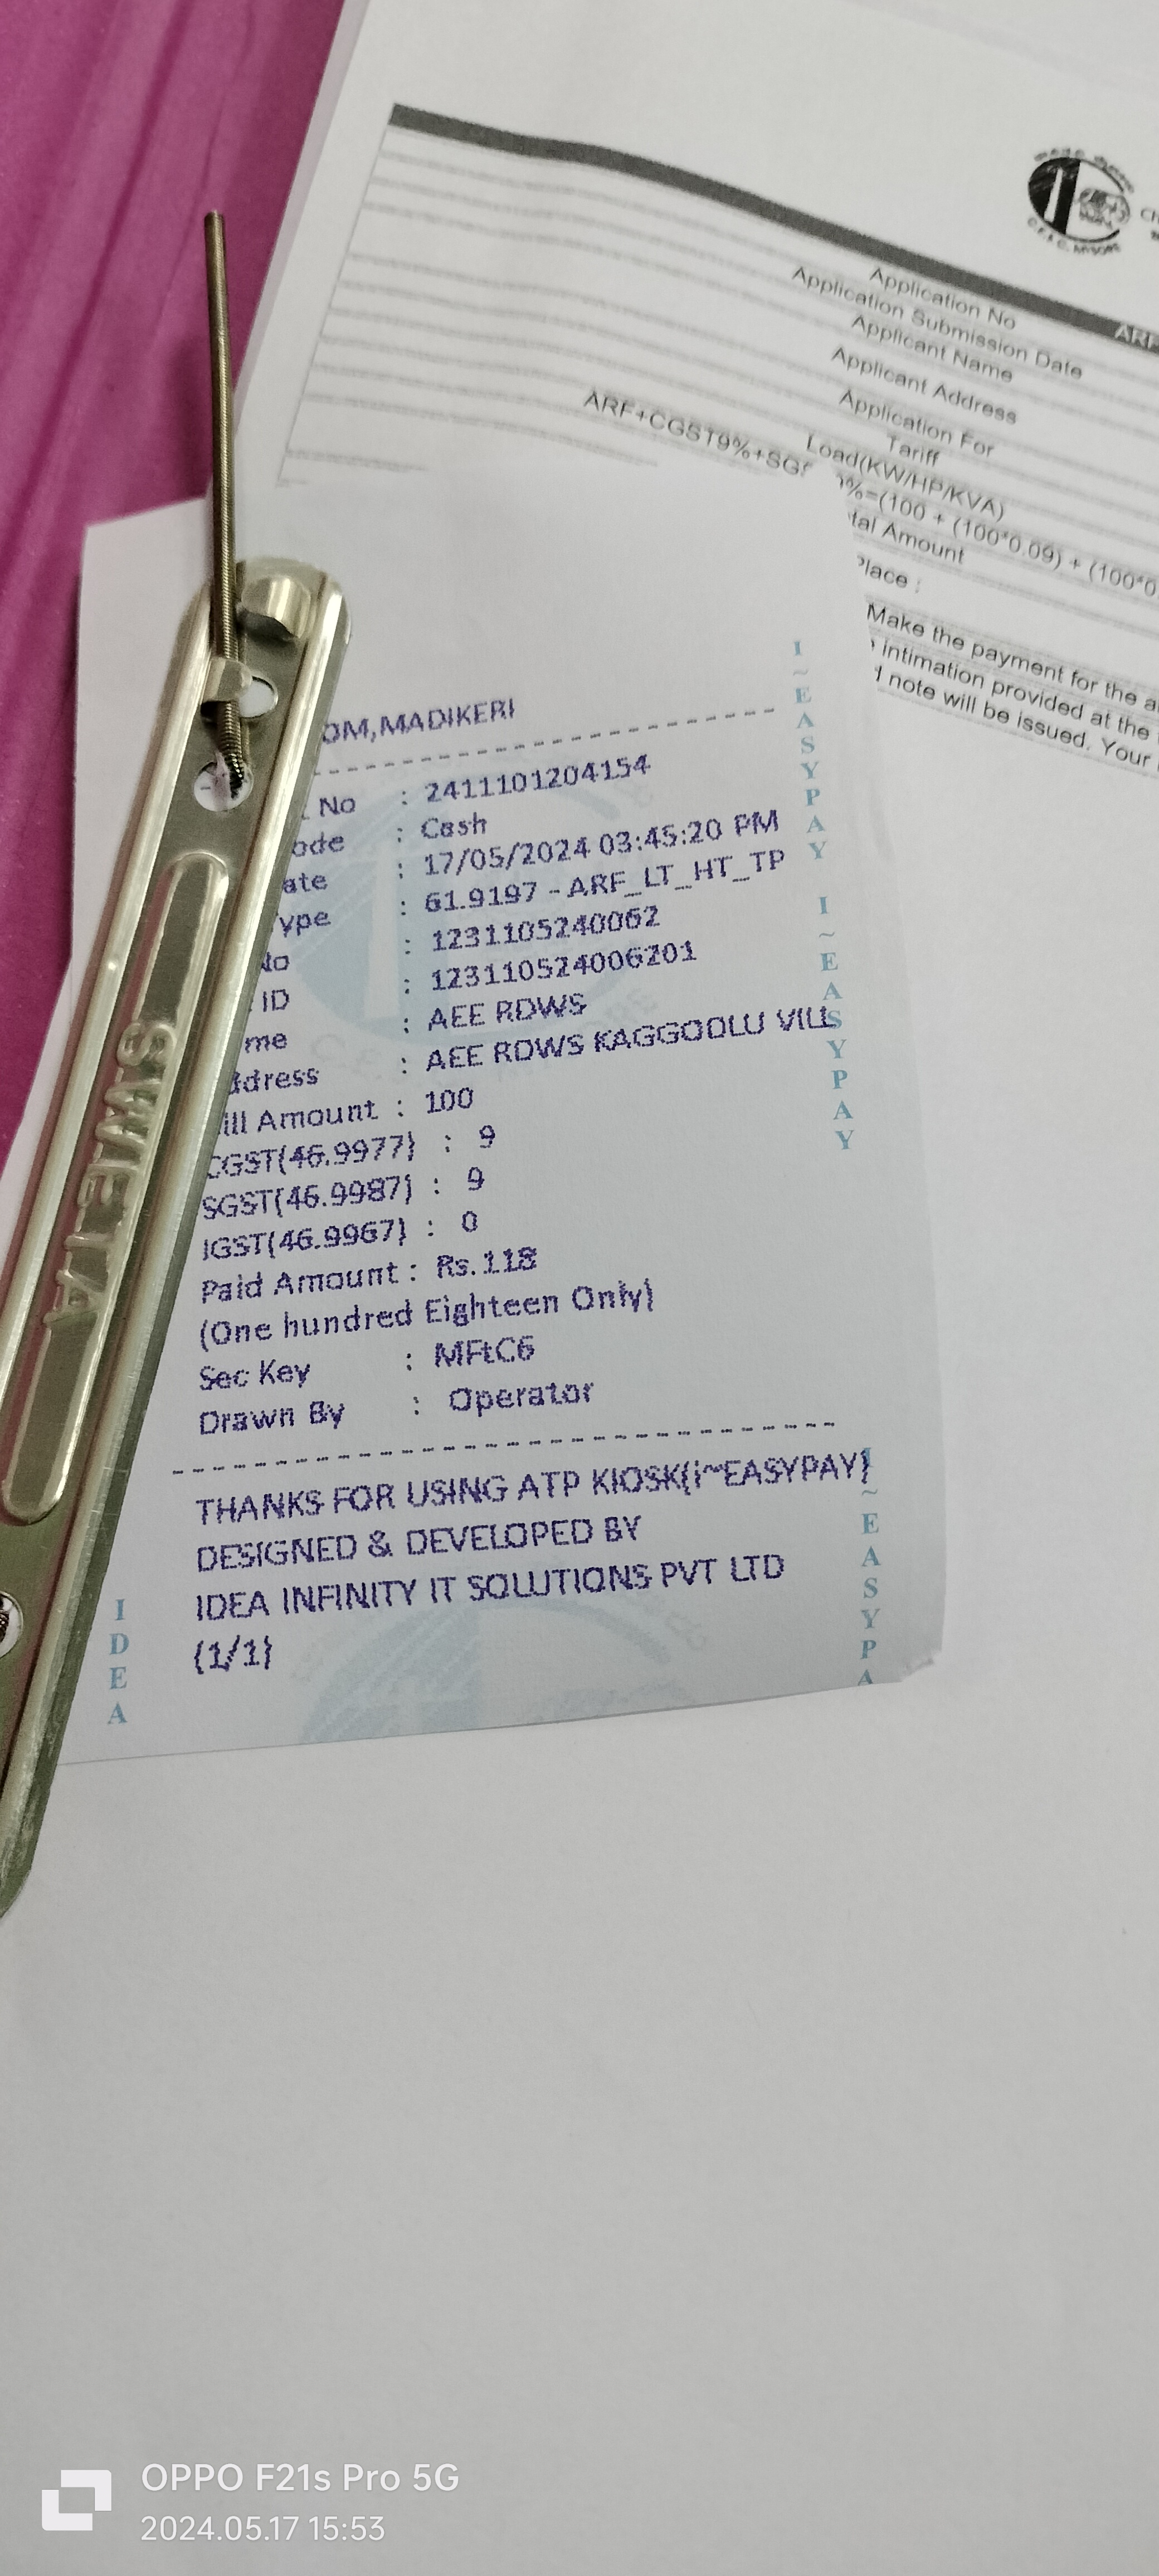 Application No
Application Submission Date
Applicant Name
Applicant Address
Application For
Tariff
Load(KW/HP/KVA)
ARF+CGST9%+SGS
%=(100 + (100*0.09) + (100*0
tal Amount
Place :
Make the payment for the
intimation provided at the
note will be issued. Your
OM,MADIKERI
No : 2411101204154
ode : Cash
ate : 17/05/2024 03:45:20 PM
ype : 61.9197 - ARF_LT_HT_TP
No : 1231105240062
ID : 123110524006201
me : AEE RDWS
ddress : AEE RDWS KAGGODLU VILL
ill Amount : 100
CGST(46.9977) : 9
SGST(46.9987) : 9
IGST(46.9967) : 0
Paid Amount : Rs.118
(One hundred Eighteen Only)
Sec Key : MFtC6
Drawn By : Operator
THANKS FOR USING ATP KIOSK(i~EASYPAY)
DESIGNED & DEVELOPED BY
IDEA INFINITY IT SOLUTIONS PVT LTD
(1/1)
I~EASYPAY I~EASYPAY
I~EASYPA
IDEA
SWETA
OPPO F21s Pro 5G
2024.05.17 15:53